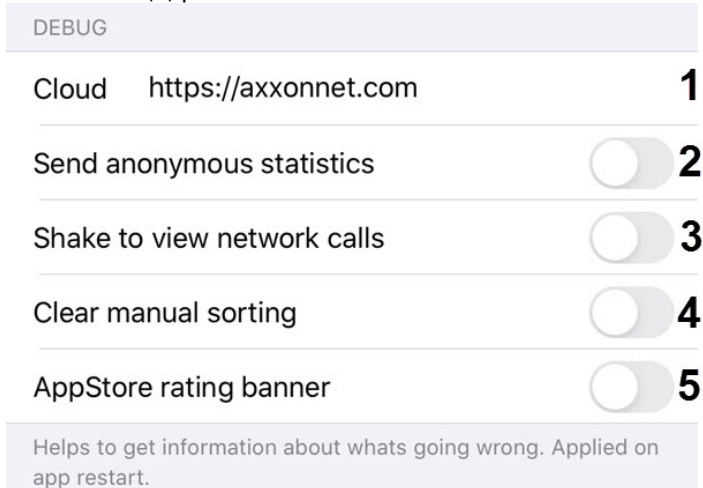 DEBUG
Cloud https://axxonnet.com 1
Send anonymous statistics 2
Shake to view network calls 3
Clear manual sorting 4
AppStore rating banner 5
Helps to get information about whats going wrong. Applied on
app restart.